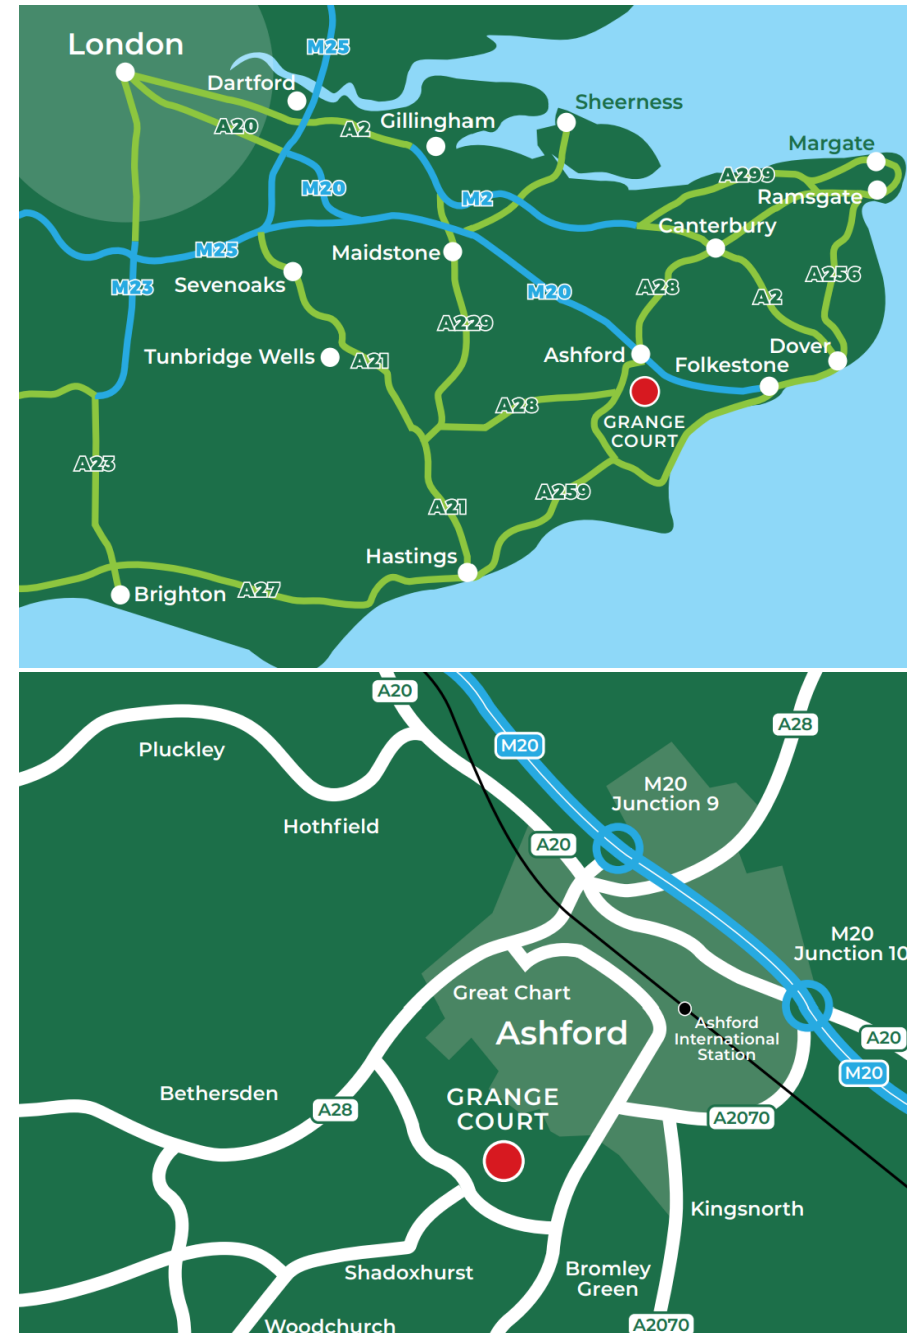 London
M25
Dartford
Sheerness
A20
A2
Gillingham
Margate
A299
M20
M2
Ramsgate
Canterbury
M25
Maidstone
M23
Sevenoaks
M20
A28
A2
A256
A229
Tunbridge Wells
A21
Ashford
Folkestone
Dover
A28
GRANGE
COURT
A23
A259
A21
Hastings
Brighton
A27
A20
A28
Pluckley
M20
M20
Junction 9
Hothfield
A20
M20
Junction 10
Great Chart
Ashford
Ashford
International
Station
A20
M20
Bethersden
A28
GRANGE
COURT
A2070
Kingsnorth
Shadoxhurst
Bromley
Green
Woodchurch
A2070